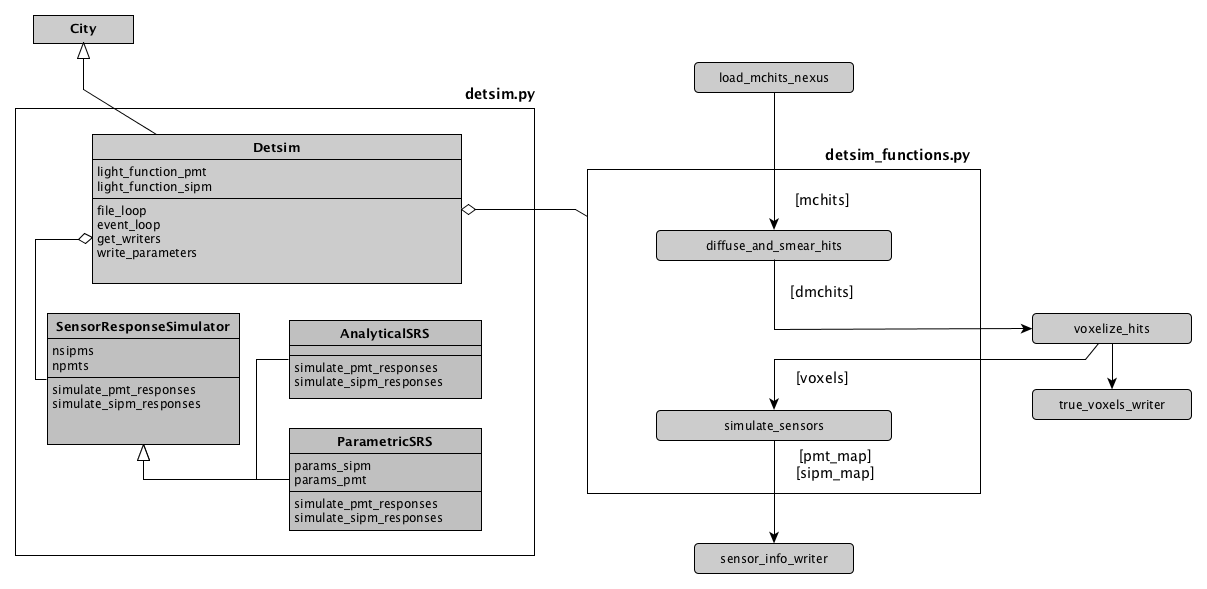 City
detsim.py
Detsim
light_function_pmt
light_function_sipm
file_loop
event_loop
get_writers
write_parameters
SensorResponseSimulator
nsipms
npmts
simulate_pmt_responses
simulate_sipm_responses
AnalyticalSRS
simulate_pmt_responses
simulate_sipm_responses
ParametricSRS
params_sipm
params_pmt
simulate_pmt_responses
simulate_sipm_responses
load_mchits_nexus
detsim_functions.py
[mchits]
diffuse_and_smear_hits
[dmchits]
voxelize_hits
[voxels]
true_voxels_writer
simulate_sensors
[pmt_map]
[sipm_map]
sensor_info_writer